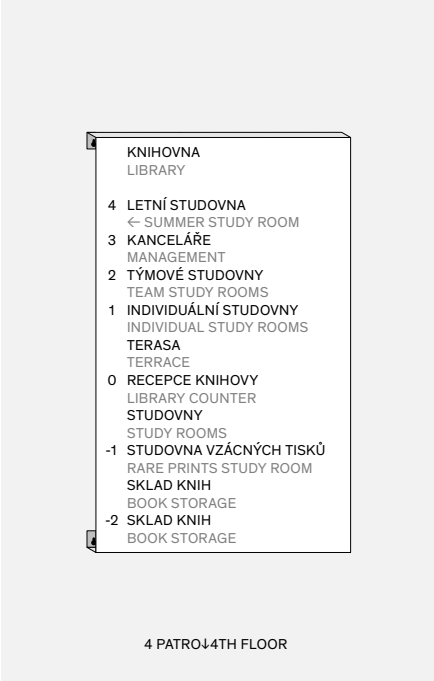 KNIHOVNA
LIBRARY
4 LETNÍ STUDOVNA
← SUMMER STUDY ROOM
3 KANCELÁŘE
MANAGEMENT
2 TÝMOVÉ STUDOVNY
TEAM STUDY ROOMS
1 INDIVIDUÁLNÍ STUDOVNY
INDIVIDUAL STUDY ROOMS
TERASA
TERRACE
0 RECEPCE KNIHOVY
LIBRARY COUNTER
STUDOVNY
STUDY ROOMS
-1 STUDOVNA VZÁCNÝCH TISKŮ
RARE PRINTS STUDY ROOM
SKLAD KNIH
BOOK STORAGE
-2 SKLAD KNIH
BOOK STORAGE
4 PATRO↓4TH FLOOR